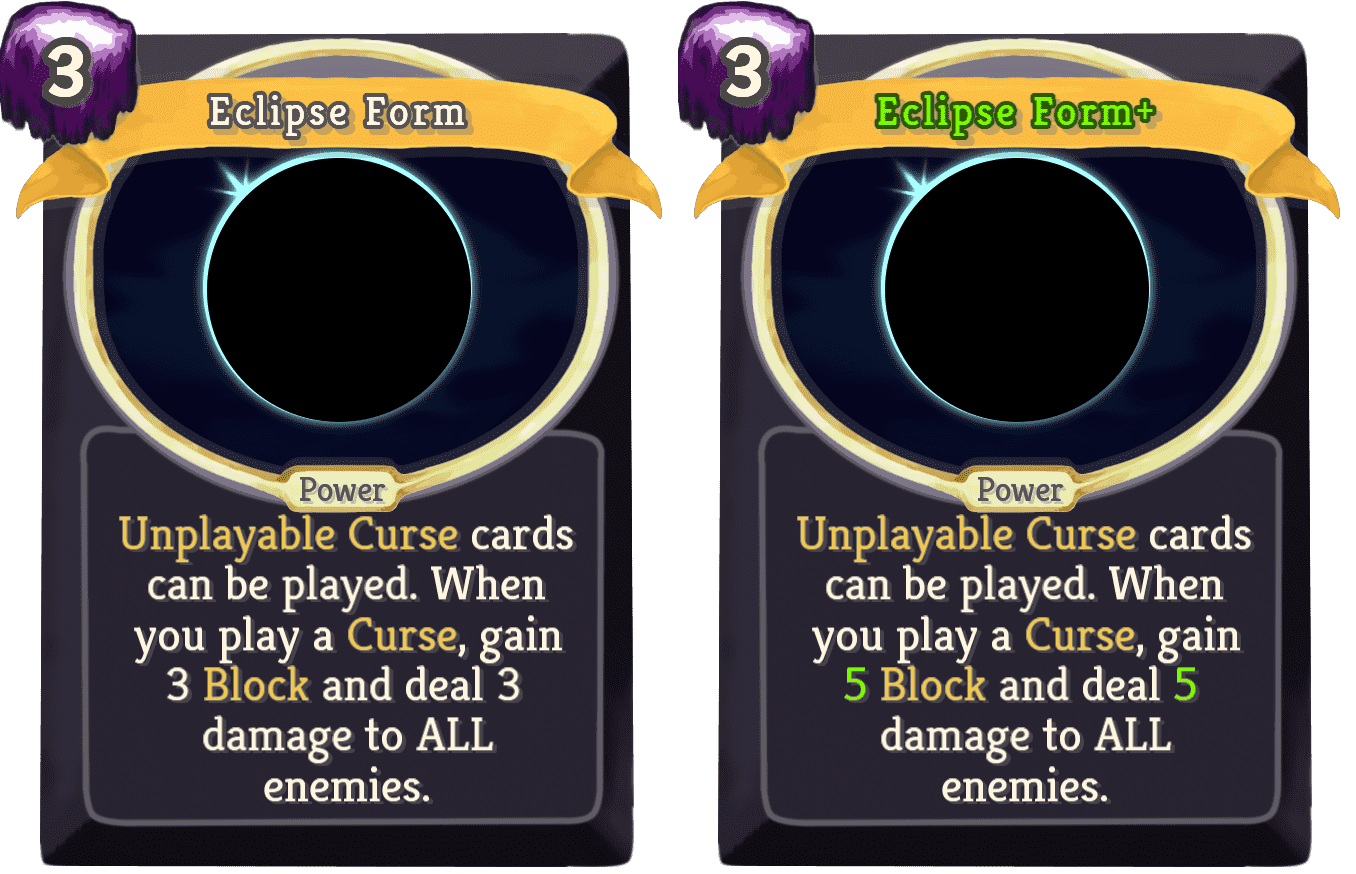 3
Eclipse Form
Power
Unplayable Curse cards
can be played. When
you play a Curse, gain
3 Block and deal 3
damage to ALL
enemies.
3
Eclipse Form+
Power
Unplayable Curse cards
can be played. When
you play a Curse, gain
5 Block and deal 5
damage to ALL
enemies.